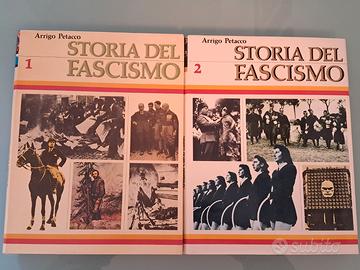 Arrigo Petacco
STORIA DEL
1
FASCISMO
Arrigo Petacco
STORIA DEL
2
FASCISMO
subito